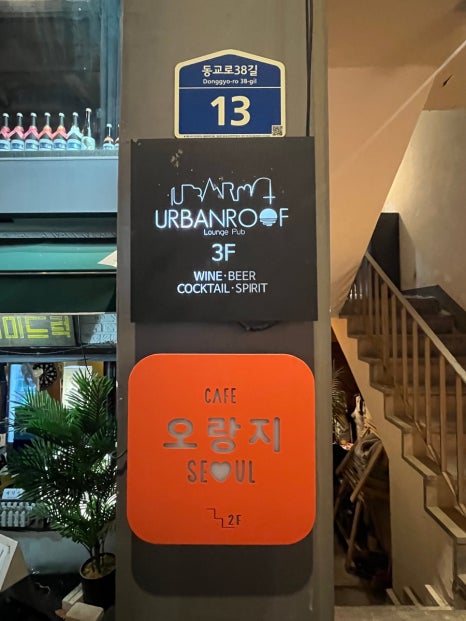 동교로38길
Donggyo-ro 38-gil
13
URBANROOF
Lounge Pub
3F
WINE·BEER
COCKTAIL·SPIRIT
CAFE
오랑지
SEOUL
2F